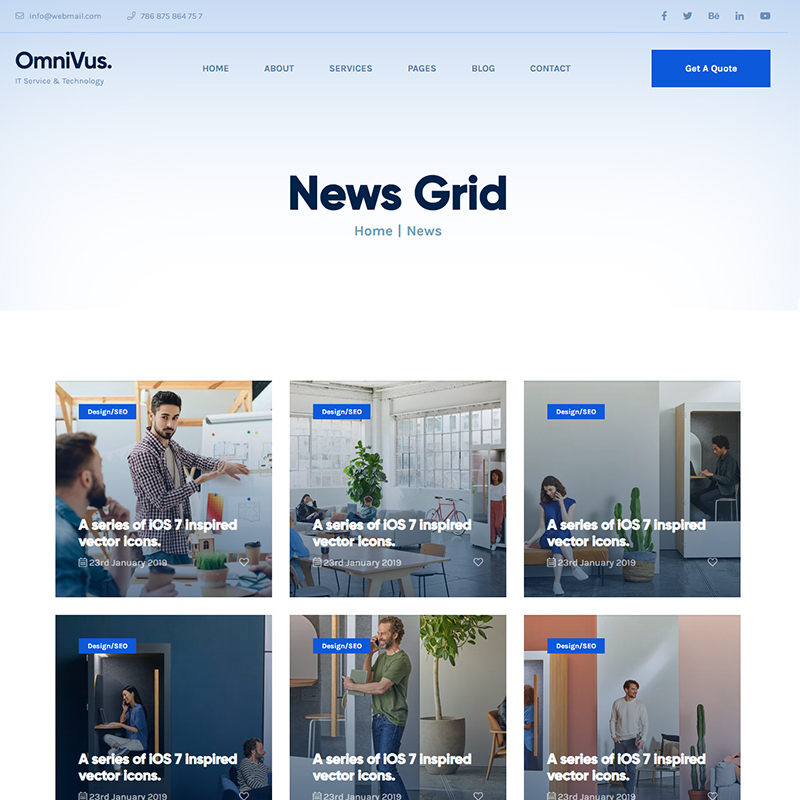 info@webmail.com
786 875 864 75 7
Bē
in
OmniVus.
IT Service & Technology
HOME
ABOUT
SERVICES
PAGES
BLOG
CONTACT
Get A Quote
News Grid
Home | News
Design/SEO
A series of iOS 7 inspired
vector icons.
23rd January 2019
Design/SEO
A series of iOS 7 inspired
vector icons.
23rd January 2019
Design/SEO
A series of iOS 7 inspired
vector icons.
23rd January 2019
Design/SEO
A series of iOS 7 inspired
vector icons.
23rd January 2019
Design/SEO
A series of iOS 7 inspired
vector icons.
23rd January 2019
Design/SEO
A series of iOS 7 inspired
vector icons.
23rd January 2019